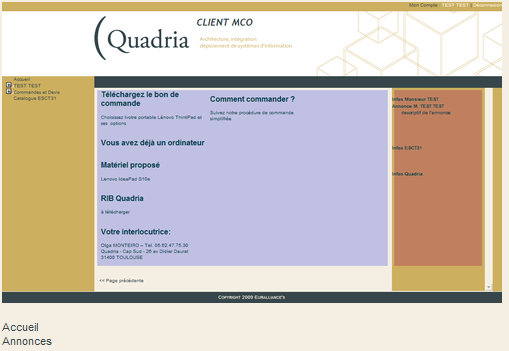 Mon Compte : TEST TEST | Déconnexion
Quadria
CLIENT MCO
Architecture, Intégration
déploiement de systèmes d'information
Accueil
TEST TEST
Commandes et Devis
Catalogue ESCT31
Téléchargez le bon de
commande
Choisissez votre portable Lenovo ThinkPad et
ses options
Vous avez déjà un ordinateur
Matériel proposé
Lenovo IdeaPad S10e
RIB Quadria
à télécharger
Votre interlocutrice:
Olga MONTEIRO – Tel. 05.62.47.75.38
Quadria - Cap Sud - 26 av Didier Daurat
31400 TOULOUSE
Comment commander ?
Suivez notre procédure de commande
simplifiée
Infos Monsieur TEST
Annonce M. TEST TEST
descriptif de l'annonce.
Infos ESCT31
Infos Quadria
<< Page précédente
COPYRIGHT 2009 EURALLIANCE'S
Accueil
Annonces